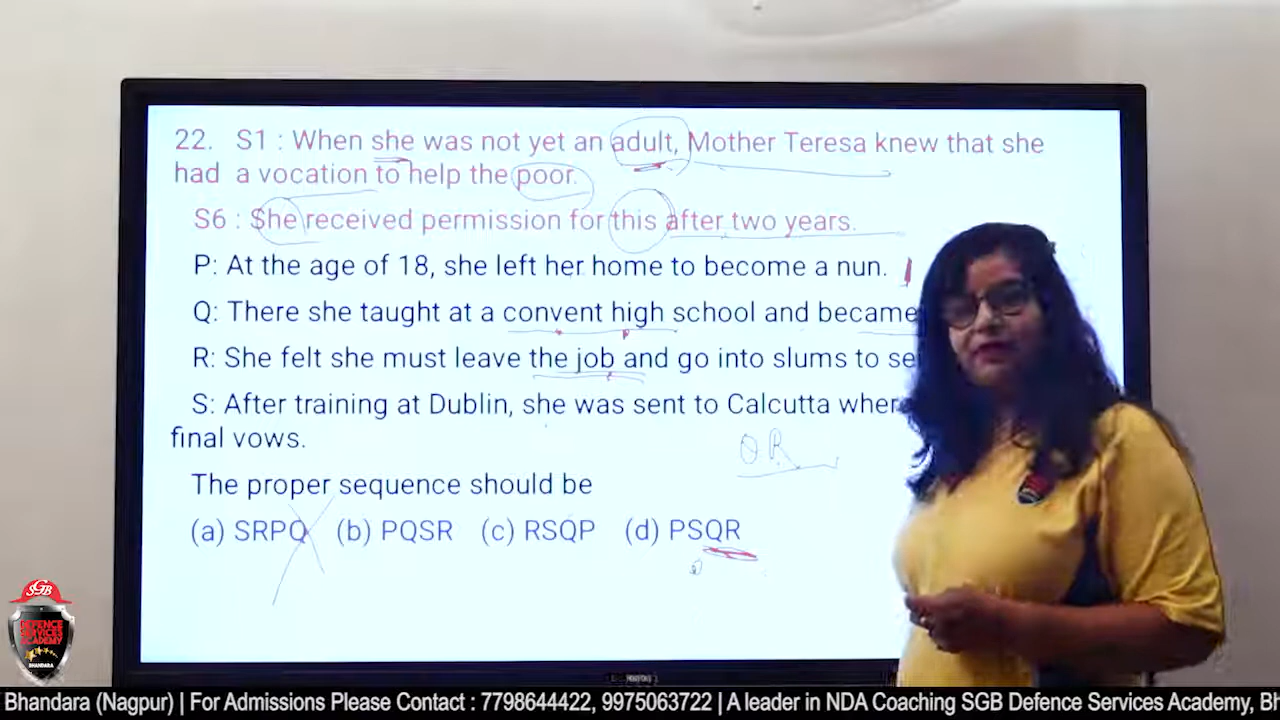 22. S1 : When she was not yet an adult, Mother Teresa knew that she
had a vocation to help the poor.
S6 : She received permission for this after two years.
P: At the age of 18, she left her home to become a nun.
Q: There she taught at a convent high school and became
R: She felt she must leave the job and go into slums to
S: After training at Dublin, she was sent to Calcutta
final vows.
Q R
The proper sequence should be
(a) SRPQ (b) PQSR (c) RSQP (d) PSQR
SGB
DEFENCE
SERVICES
ACADEMY
BHANDARA
Bhandara (Nagpur) | For Admissions Please Contact : 7798644422, 9975063722 | A leader in NDA Coaching SGB Defence Services Academy,